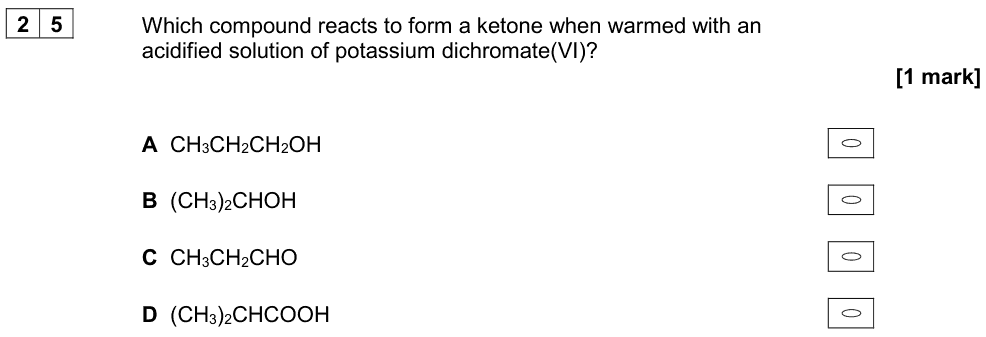 2 5 Which compound reacts to form a ketone when warmed with an
acidified solution of potassium dichromate(VI)?
[1 mark]
A CH₃CH₂CH₂OH
B (CH₃)₂CHOH
C CH₃CH₂CHO
D (CH₃)₂CHCOOH